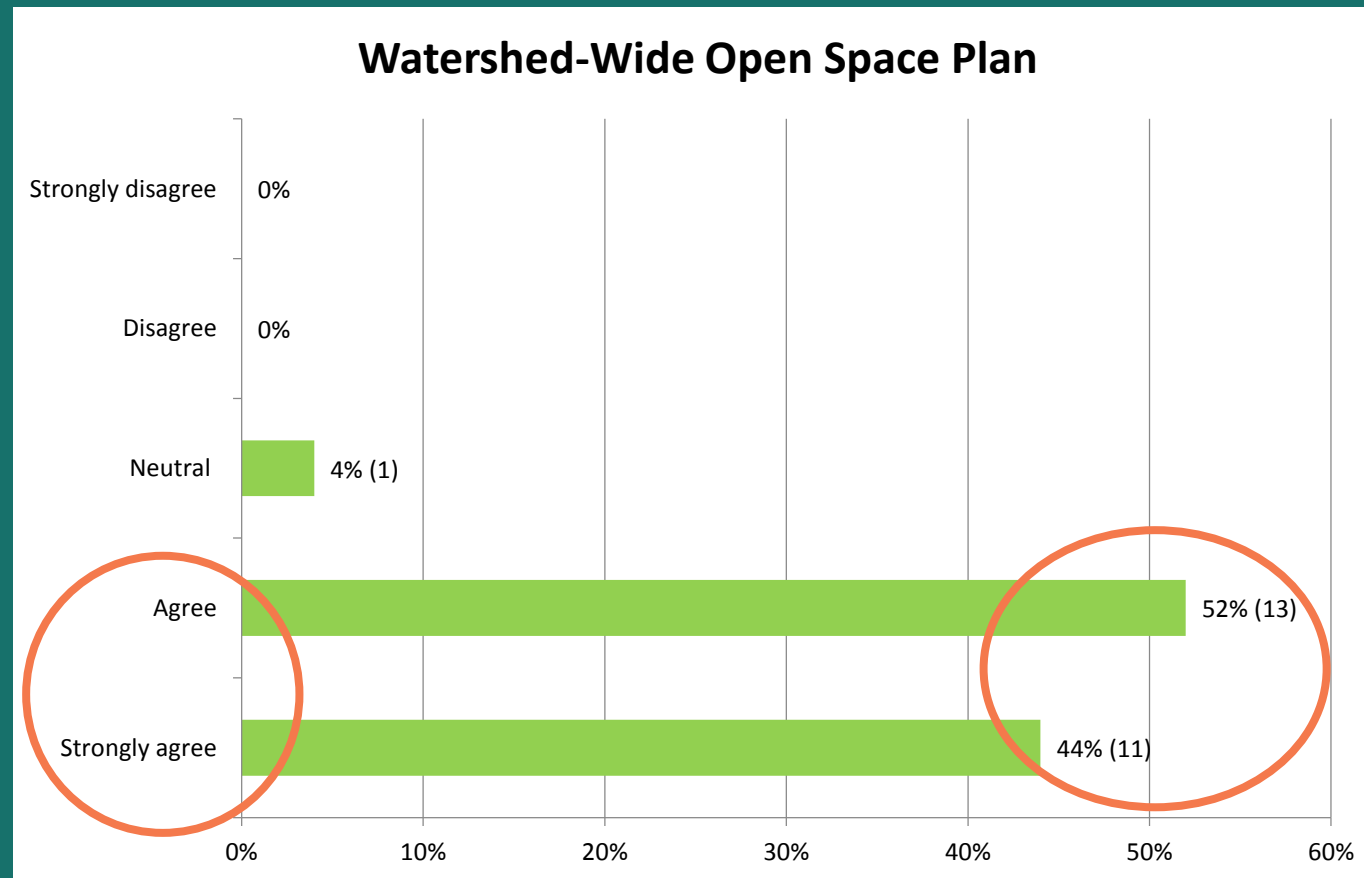 Watershed-Wide Open Space Plan
Strongly disagree 0%
Disagree 0%
Neutral 4% (1)
Agree 52% (13)
Strongly agree 44% (11)
0% 10% 20% 30% 40% 50% 60%